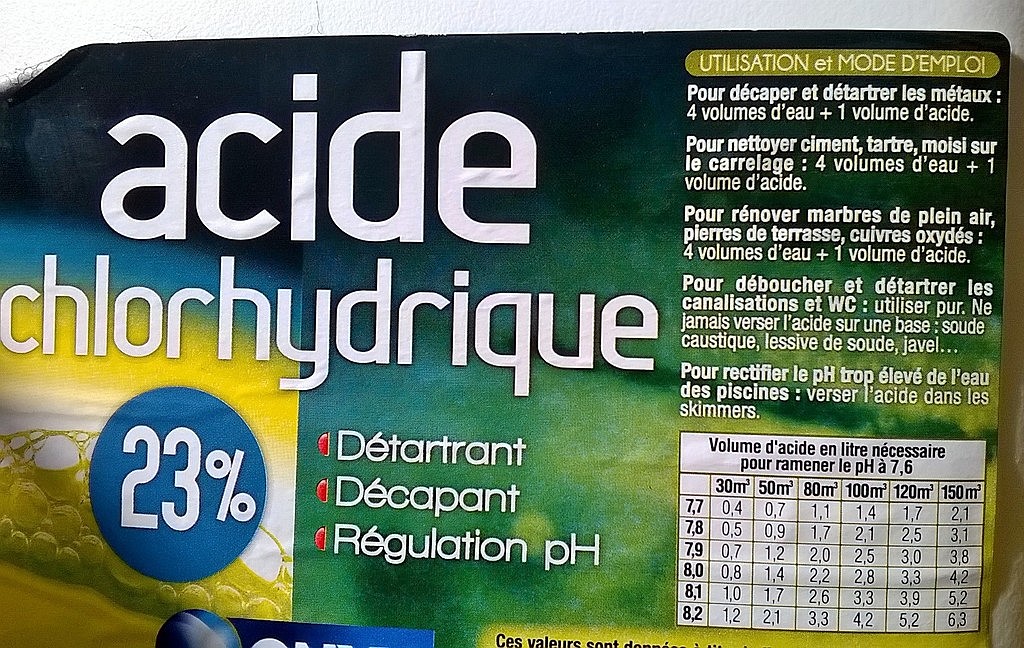 acide
chlorhydrique
23%
Détartrant
Décapant
Régulation pH
UTILISATION et MODE D'EMPLOI
Pour décaper et détartrer les métaux :
4 volumes d'eau + 1 volume d'acide.
Pour nettoyer ciment, tartre, moisi sur
le carrelage : 4 volumes d'eau + 1
volume d'acide.
Pour rénover marbres de plein air,
pierres de terrasse, cuivres oxydés :
4 volumes d'eau + 1 volume d'acide.
Pour déboucher et détartrer les
canalisations et WC : utiliser pur. Ne
jamais verser l'acide sur une base : soude
caustique, lessive de soude, javel...
Pour rectifier le pH trop élevé de l'eau
des piscines : verser l'acide dans les
skimmers.
Volume d'acide en litre nécessaire
pour ramener le pH à 7,6
30m³ 50m³ 80m³ 100m³ 120m³ 150m³
7,7 0,4 0,7 1,1 1,4 1,7 2,1
7,8 0,5 0,9 1,7 2,1 2,5 3,1
7,9 0,7 1,2 2,0 2,5 3,0 3,8
8,0 0,8 1,4 2,2 2,8 3,3 4,2
8,1 1,0 1,7 2,6 3,3 3,9 5,2
8,2 1,2 2,1 3,3 4,2 5,2 6,3
Ces valeurs sont données à